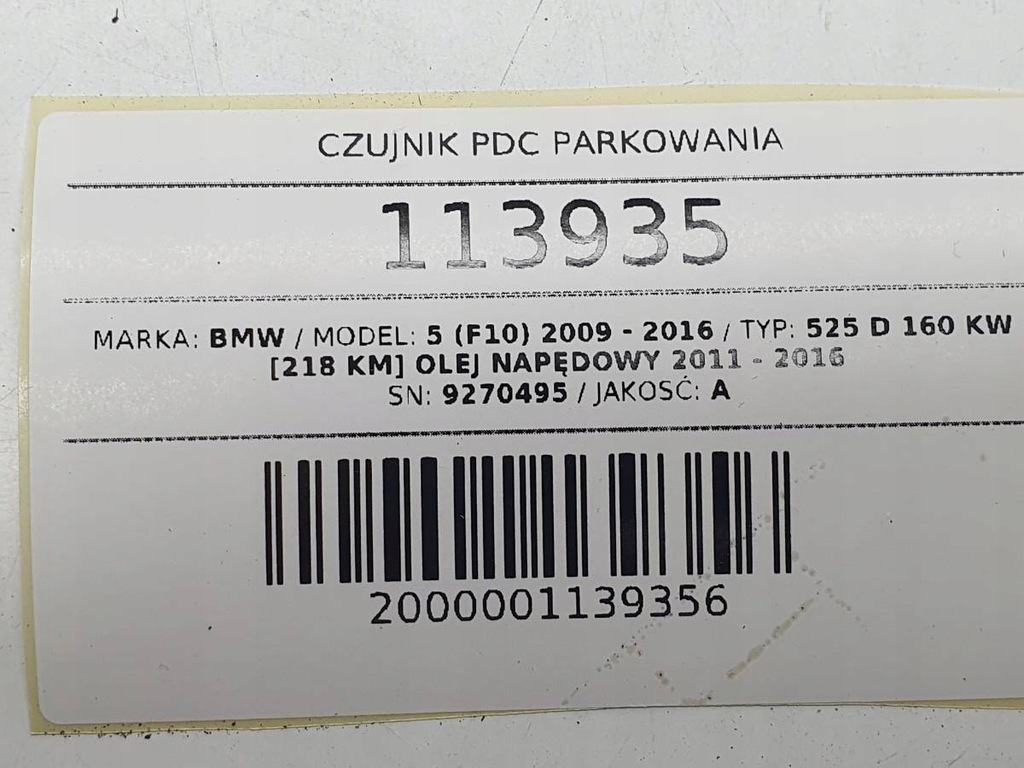 CZUJNIK PDC PARKOWANIA
113935
MARKA: BMW / MODEL: 5 (F10) 2009 - 2016 / TYP: 525 D 160 KW
[218 KM] OLEJ NAPĘDOWY 2011 - 2016
SN: 9270495 / JAKOŚĆ: A
2000001139356